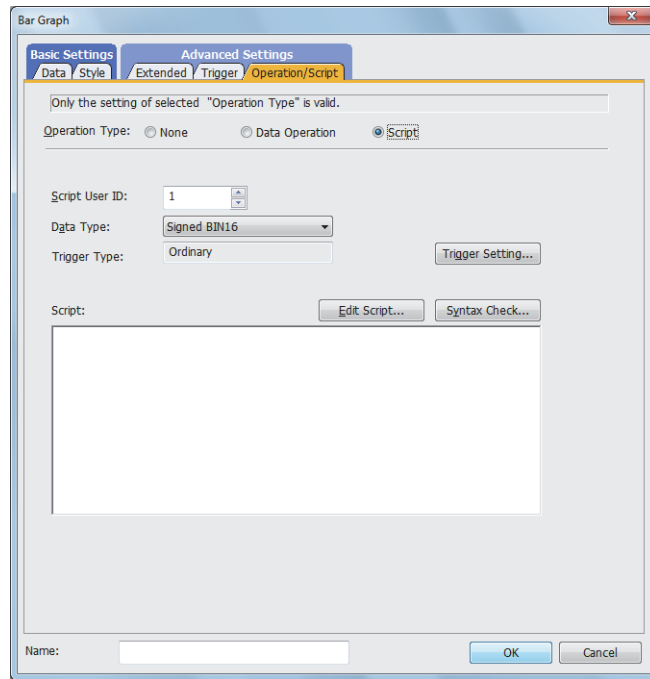 Bar Graph
Basic Settings Advanced Settings
Data Style Extended Trigger Operation/Script
Only the setting of selected "Operation Type" is valid.
Operation Type: None Data Operation Script
Script User ID: 1
Data Type: Signed BIN16
Trigger Type: Ordinary Trigger Setting...
Script: Edit Script... Syntax Check...
Name: OK Cancel